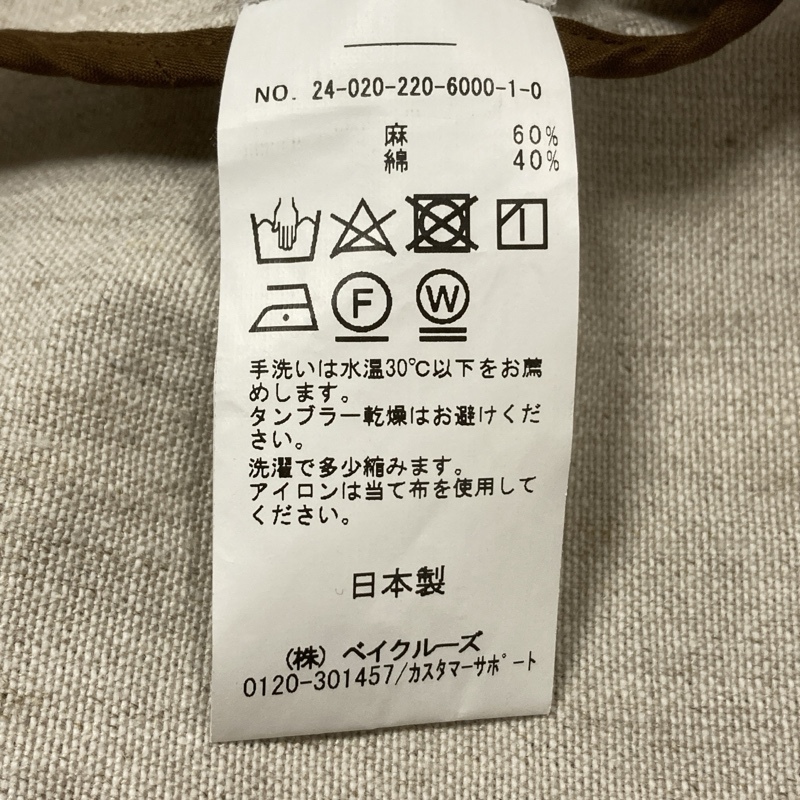 NO. 24-020-220-6000-1-0
麻 60%
綿 40%
F W
手洗いは水温30℃以下をお薦
めします。
タンブラー乾燥はお避けくだ
さい。
洗濯で多少縮みます。
アイロンは当て布を使用して
ください。
日本製
(株) ベイクルーズ
0120-301457/カスタマーサポート